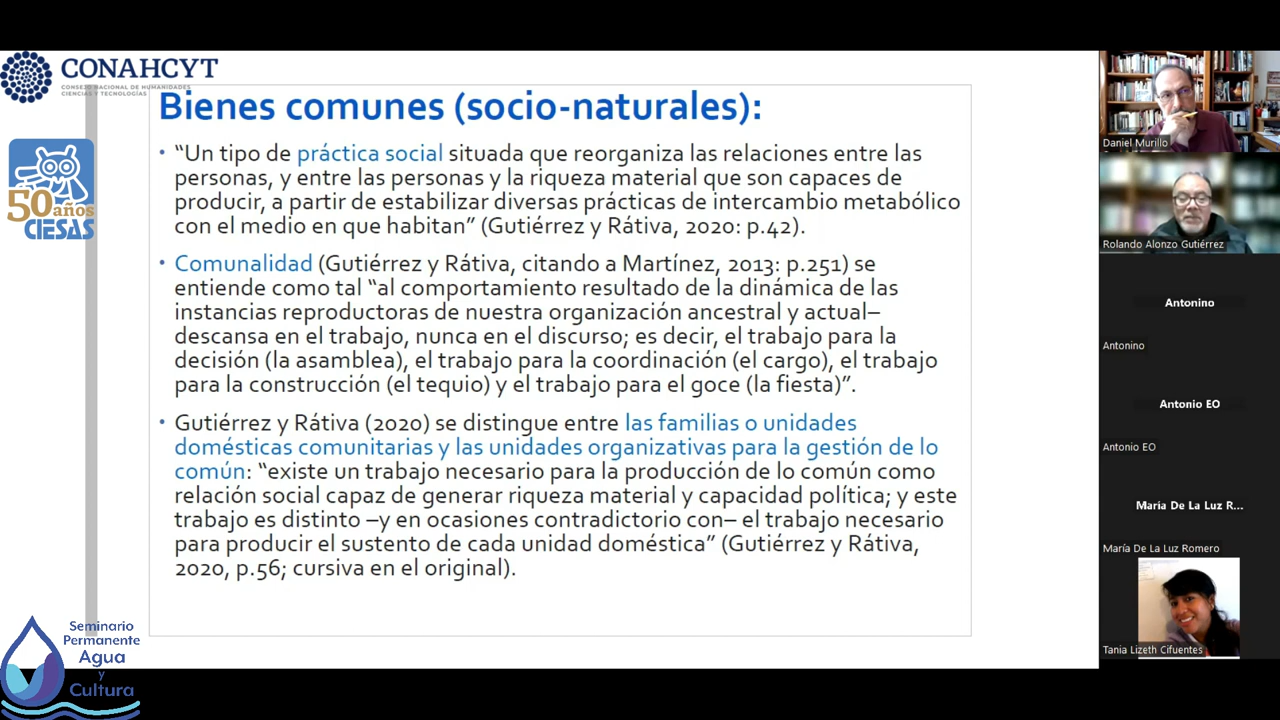 CONAHCYT
CONSEJO NACIONAL DE HUMANIDADES
CIENCIAS Y TECNOLOGÍAS
50 años
CIESAS
Bienes comunes (socio-naturales):
• “Un tipo de práctica social situada que reorganiza las relaciones entre las
personas, y entre las personas y la riqueza material que son capaces de
producir, a partir de estabilizar diversas prácticas de intercambio metabólico
con el medio en que habitan” (Gutiérrez y Rátiva, 2020: p.42).
• Comunalidad (Gutiérrez y Rátiva, citando a Martínez, 2013: p.251) se
entiende como tal “al comportamiento resultado de la dinámica de las
instancias reproductoras de nuestra organización ancestral y actual–
descansa en el trabajo, nunca en el discurso; es decir, el trabajo para la
decisión (la asamblea), el trabajo para la coordinación (el cargo), el trabajo
para la construcción (el tequio) y el trabajo para el goce (la fiesta)”.
• Gutiérrez y Rátiva (2020) se distingue entre las familias o unidades
domésticas comunitarias y las unidades organizativas para la gestión de lo
común: “existe un trabajo necesario para la producción de lo común como
relación social capaz de generar riqueza material y capacidad política; y este
trabajo es distinto –y en ocasiones contradictorio con– el trabajo necesario
para producir el sustento de cada unidad doméstica” (Gutiérrez y Rátiva,
2020, p.56; cursiva en el original).
Seminario
Permanente
Agua
y
Cultura
Daniel Murillo
Rolando Alonzo Gutiérrez
Antonino
Antonino
Antonio EO
Antonio EO
María De La Luz R...
María De La Luz Romero
Tania Lizeth Cifuentes